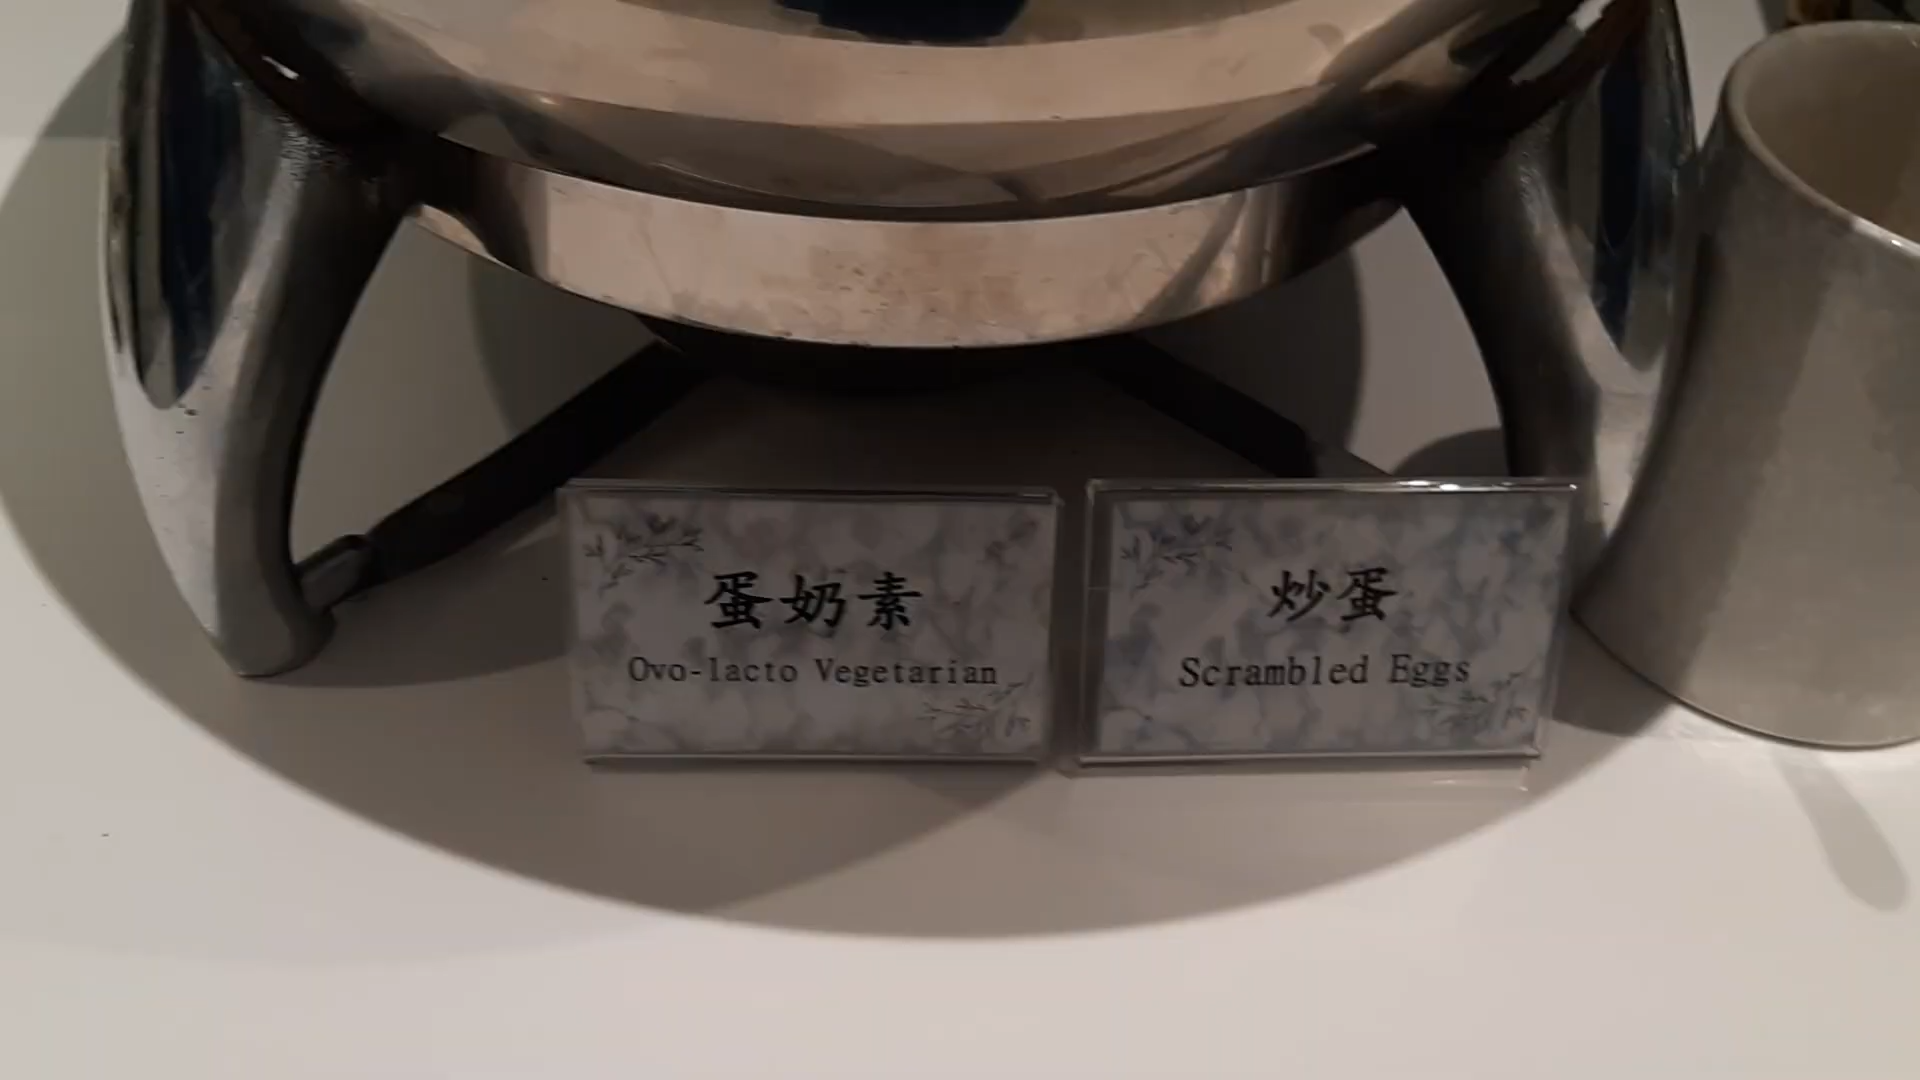 蛋奶素
Ovo-lacto Vegetarian
炒蛋
Scrambled Eggs